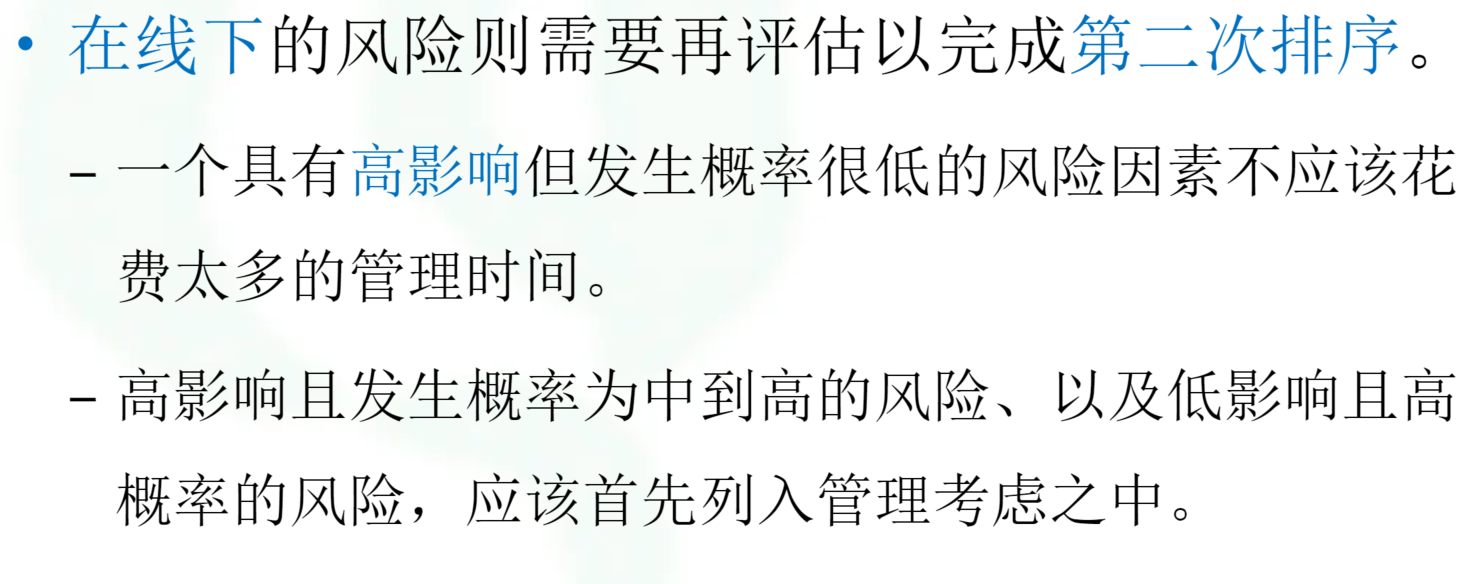 • 在线下的风险则需要再评估以完成第二次排序。
– 一个具有高影响但发生概率很低的风险因素不应该花
费太多的管理时间。
– 高影响且发生概率为中到高的风险、以及低影响且高
概率的风险，应该首先列入管理考虑之中。